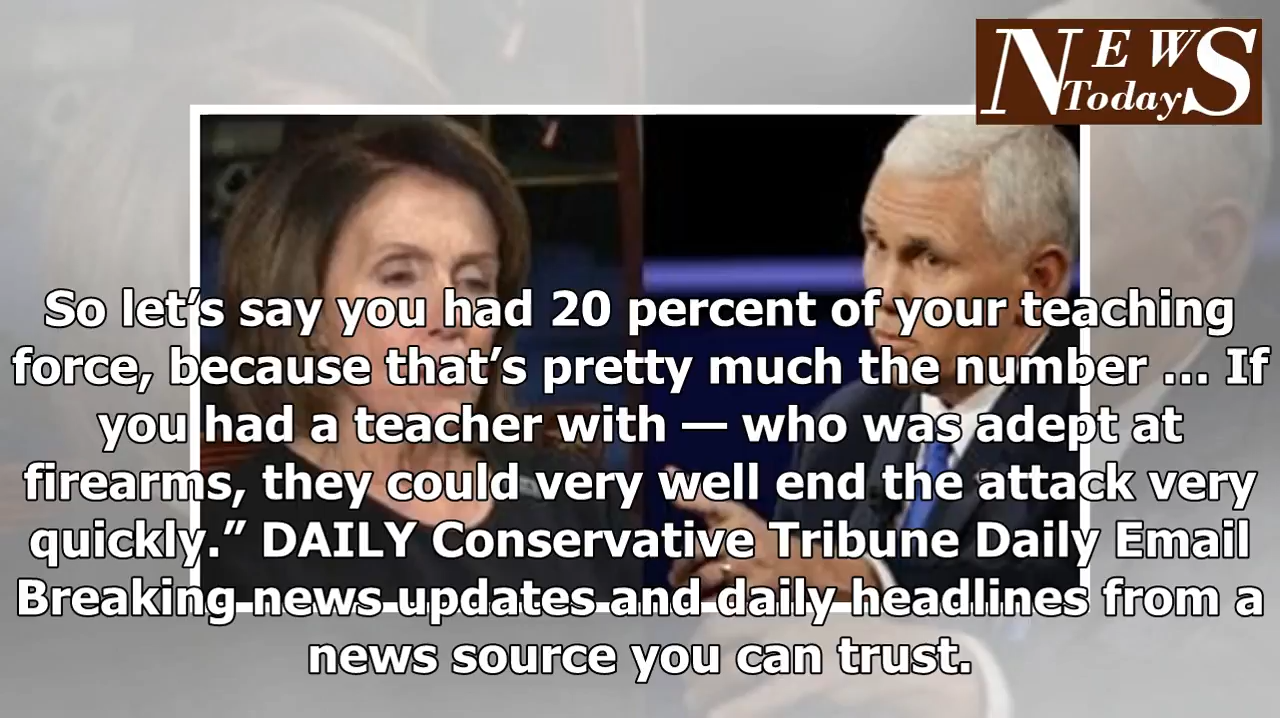 NEWS
Today
So let’s say you had 20 percent of your teaching
force, because that’s pretty much the number ... If
you had a teacher with — who was adept at
firearms, they could very well end the attack very
quickly.” DAILY Conservative Tribune Daily Email
Breaking news updates and daily headlines from a
news source you can trust.